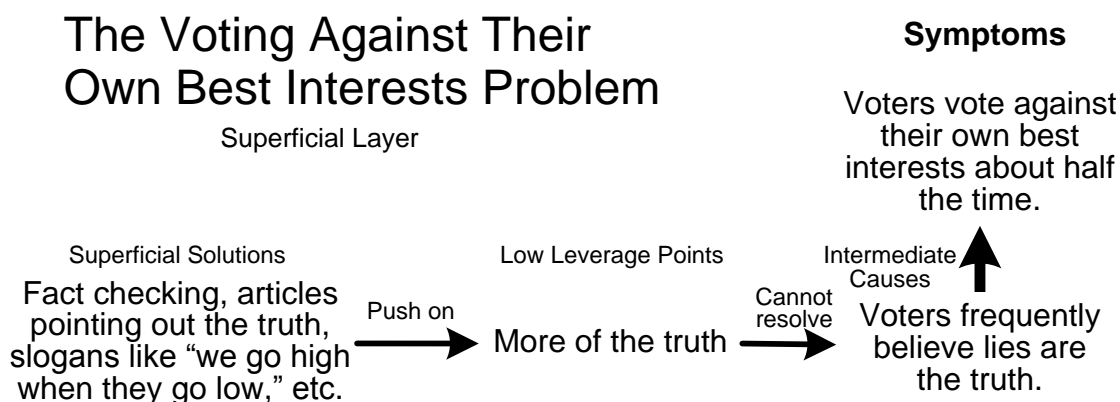 The Voting Against Their
Own Best Interests Problem
Superficial Layer
Symptoms
Voters vote against
their own best
interests about half
the time.
Superficial Solutions
Fact checking, articles
pointing out the truth,
slogans like “we go high
when they go low,” etc.
Push on
Low Leverage Points
More of the truth
Cannot
resolve
Intermediate
Causes
Voters frequently
believe lies are
the truth.